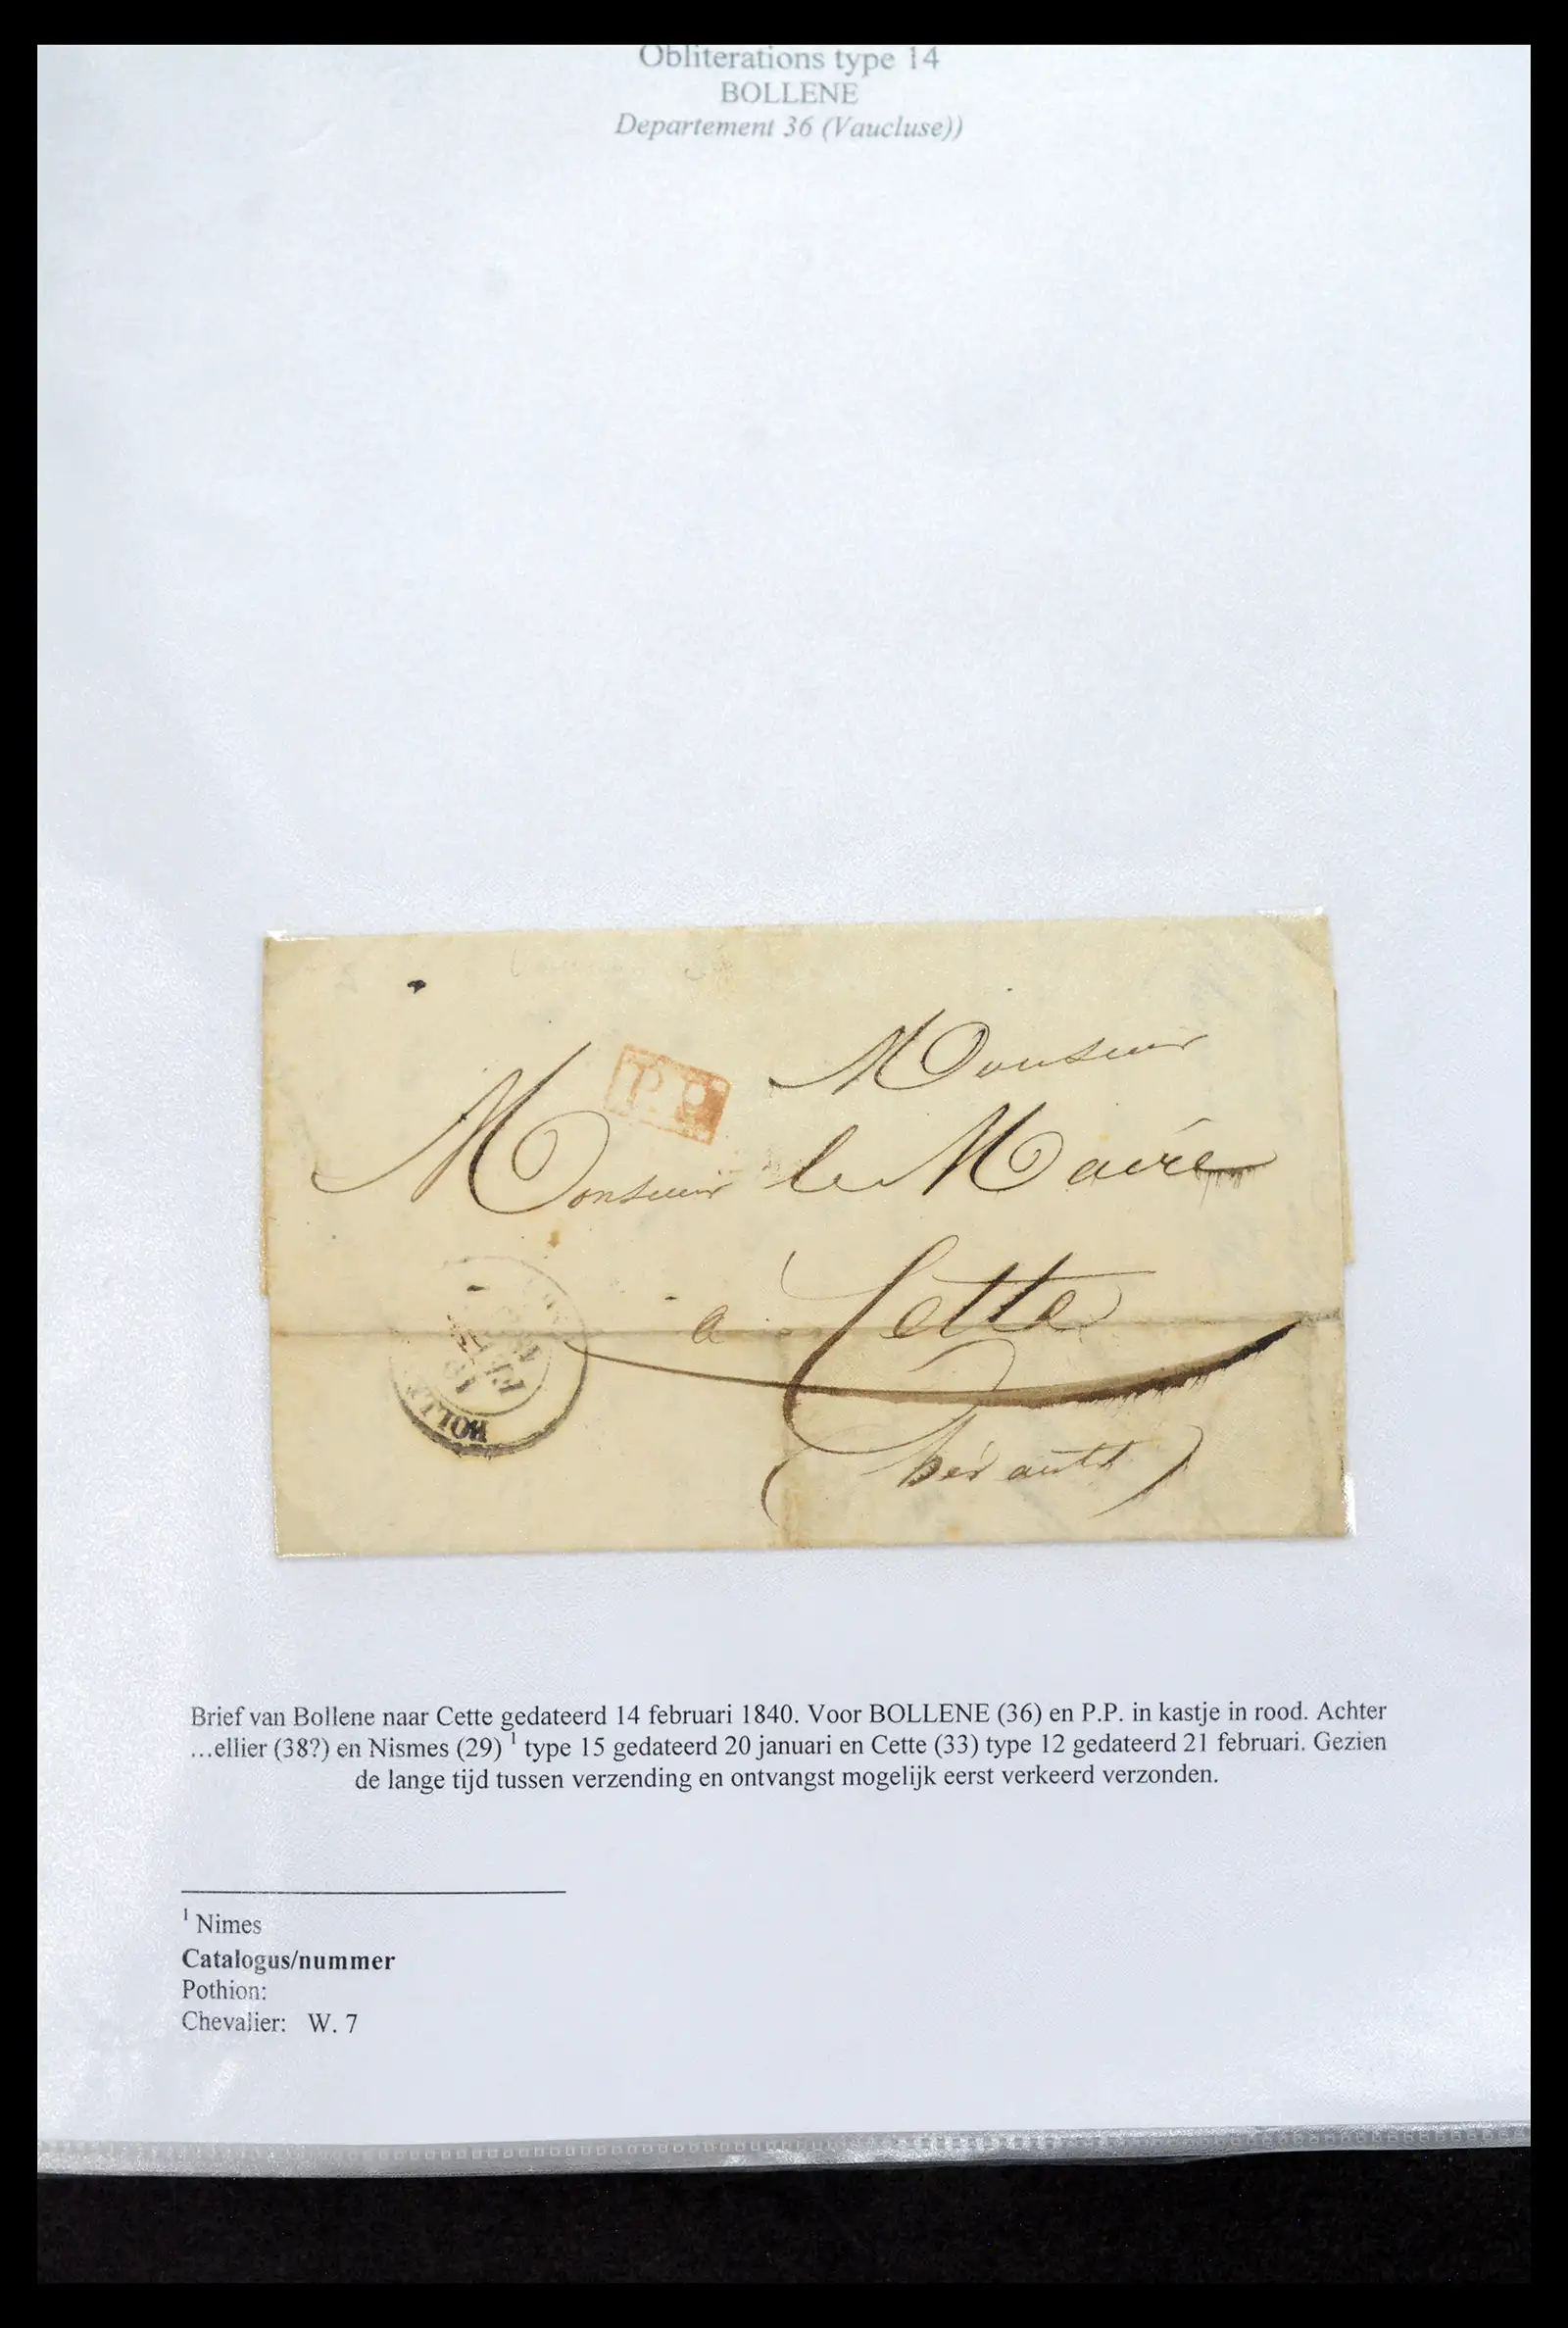 Obliterations type 14
BOLLENE
Departement 36 (Vaucluse))
P.P.
Monsieur
Monsieur le Maire
a Cette
(hérault)
BOLL
Brief van Bollene naar Cette gedateerd 14 februari 1840. Voor BOLLENE (36) en P.P. in kastje in rood. Achter
...ellier (38?) en Nismes (29) 1 type 15 gedateerd 20 januari en Cette (33) type 12 gedateerd 21 februari. Gezien
de lange tijd tussen verzending en ontvangst mogelijk eerst verkeerd verzonden.
1 Nimes
Catalogus/nummer
Pothion:
Chevalier: W. 7